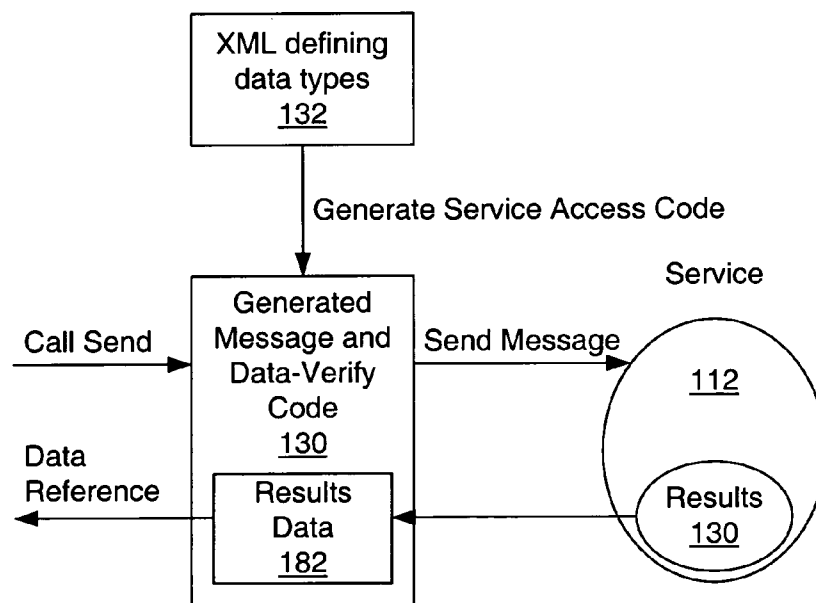 XML defining
data types
132
Generate Service Access Code
Service
Call Send
Generated
Message and
Data-Verify
Code
130
Send Message
112
Data
Reference
Results
Data
182
Results
130